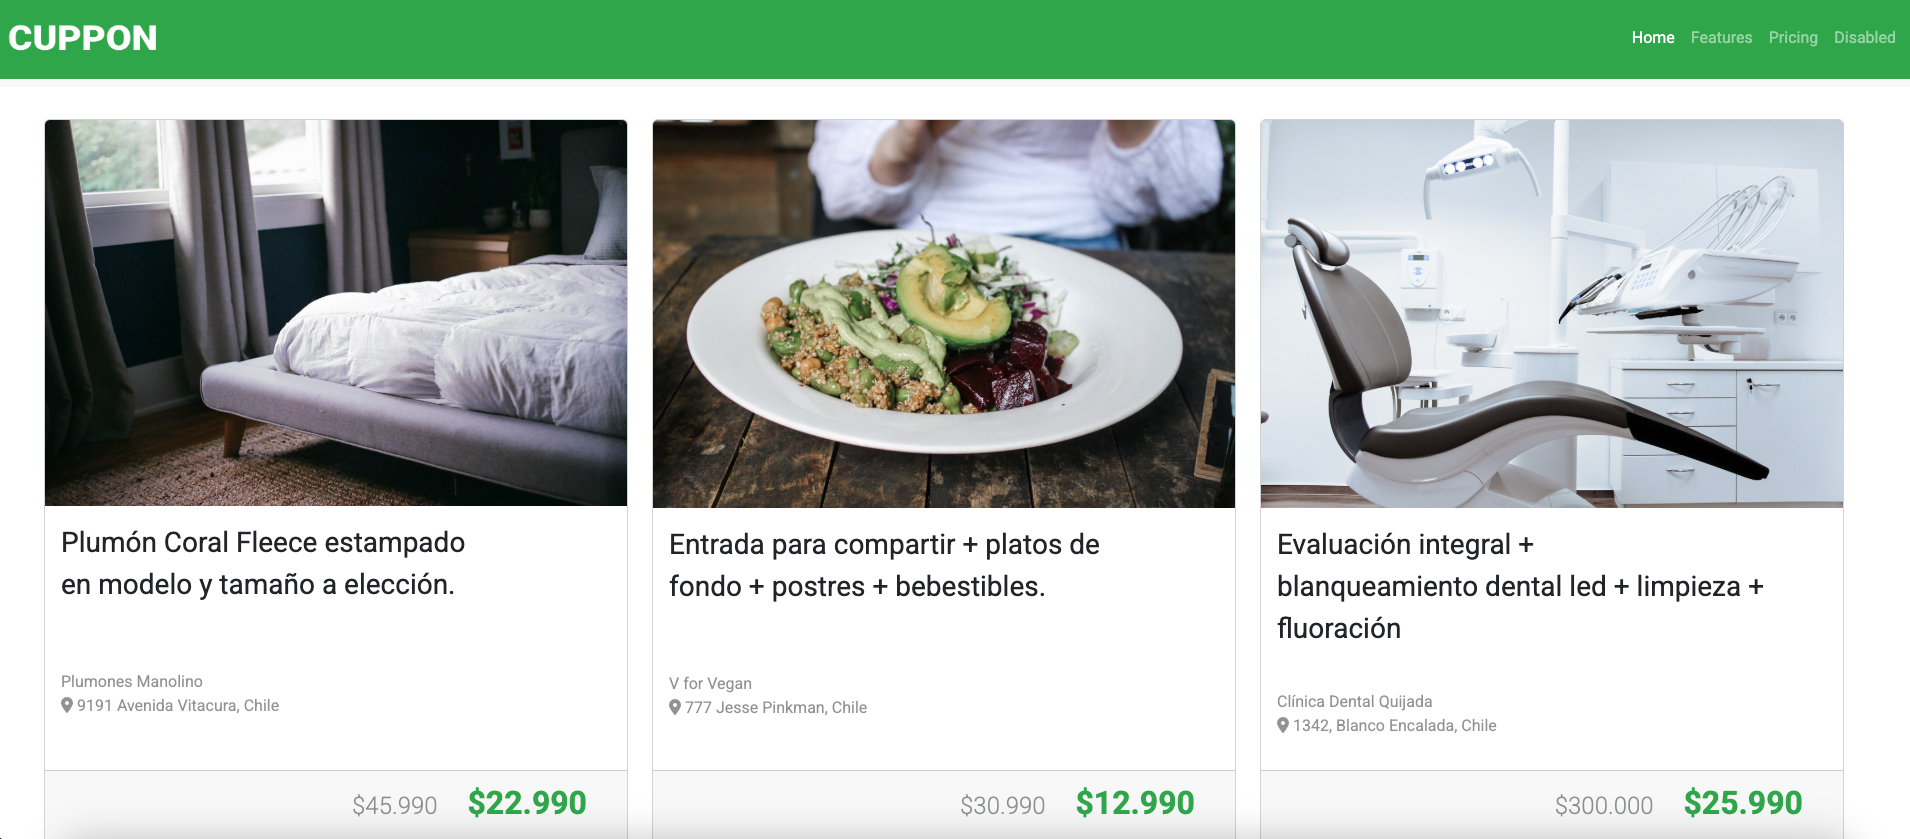 CUPPON
Home Features Pricing Disabled
Plumón Coral Fleece estampado
en modelo y tamaño a elección.
Plumones Manolino
9191 Avenida Vitacura, Chile
$45.990 $22.990
Entrada para compartir + platos de
fondo + postres + bebestibles.
V for Vegan
777 Jesse Pinkman, Chile
$30.990 $12.990
Evaluación integral +
blanqueamiento dental led + limpieza +
fluoración
Clínica Dental Quijada
1342, Blanco Encalada, Chile
$300.000 $25.990